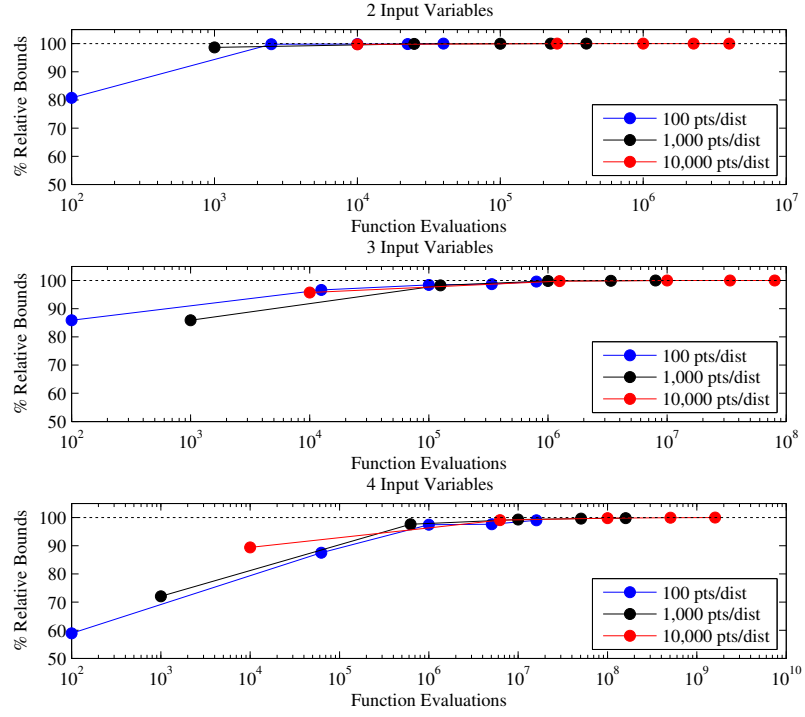 2 Input Variables
% Relative Bounds
100
90
80
70
60
50
100 pts/dist
1,000 pts/dist
10,000 pts/dist
10^2 10^3 10^4 10^5 10^6 10^7
Function Evaluations
3 Input Variables
% Relative Bounds
100
90
80
70
60
50
100 pts/dist
1,000 pts/dist
10,000 pts/dist
10^2 10^3 10^4 10^5 10^6 10^7 10^8
Function Evaluations
4 Input Variables
% Relative Bounds
100
90
80
70
60
50
100 pts/dist
1,000 pts/dist
10,000 pts/dist
10^2 10^3 10^4 10^5 10^6 10^7 10^8 10^9 10^10
Function Evaluations